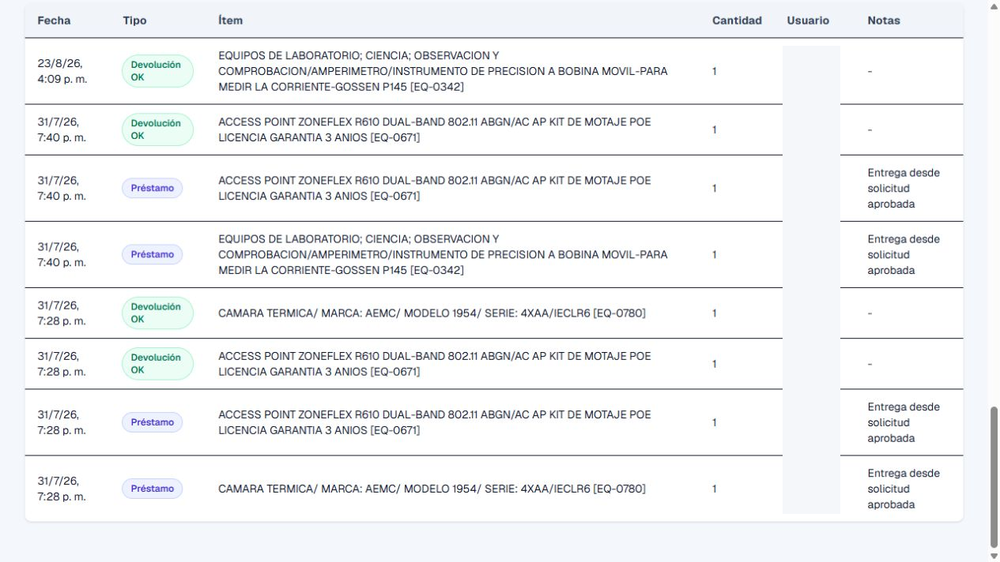 Fecha Tipo Ítem Cantidad Usuario Notas
23/8/26, 4:09 p. m. Devolución OK EQUIPOS DE LABORATORIO; CIENCIA; OBSERVACION Y COMPROBACION/AMPERIMETRO/INSTRUMENTO DE PRECISION A BOBINA MOVIL-PARA MEDIR LA CORRIENTE-GOSSEN P145 [EQ-0342] 1 -
31/7/26, 7:40 p. m. Devolución OK ACCESS POINT ZONEFLEX R610 DUAL-BAND 802.11 ABGN/AC AP KIT DE MOTAJE POE LICENCIA GARANTIA 3 ANIOS [EQ-0671] 1 -
31/7/26, 7:40 p. m. Préstamo ACCESS POINT ZONEFLEX R610 DUAL-BAND 802.11 ABGN/AC AP KIT DE MOTAJE POE LICENCIA GARANTIA 3 ANIOS [EQ-0671] 1 Entrega desde solicitud aprobada
31/7/26, 7:40 p. m. Préstamo EQUIPOS DE LABORATORIO; CIENCIA; OBSERVACION Y COMPROBACION/AMPERIMETRO/INSTRUMENTO DE PRECISION A BOBINA MOVIL-PARA MEDIR LA CORRIENTE-GOSSEN P145 [EQ-0342] 1 Entrega desde solicitud aprobada
31/7/26, 7:28 p. m. Devolución OK CAMARA TERMICA/ MARCA: AEMC/ MODELO 1954/ SERIE: 4XAA/IECLR6 [EQ-0780] 1 -
31/7/26, 7:28 p. m. Devolución OK ACCESS POINT ZONEFLEX R610 DUAL-BAND 802.11 ABGN/AC AP KIT DE MOTAJE POE LICENCIA GARANTIA 3 ANIOS [EQ-0671] 1 -
31/7/26, 7:28 p. m. Préstamo ACCESS POINT ZONEFLEX R610 DUAL-BAND 802.11 ABGN/AC AP KIT DE MOTAJE POE LICENCIA GARANTIA 3 ANIOS [EQ-0671] 1 Entrega desde solicitud aprobada
31/7/26, 7:28 p. m. Préstamo CAMARA TERMICA/ MARCA: AEMC/ MODELO 1954/ SERIE: 4XAA/IECLR6 [EQ-0780] 1 Entrega desde solicitud aprobada